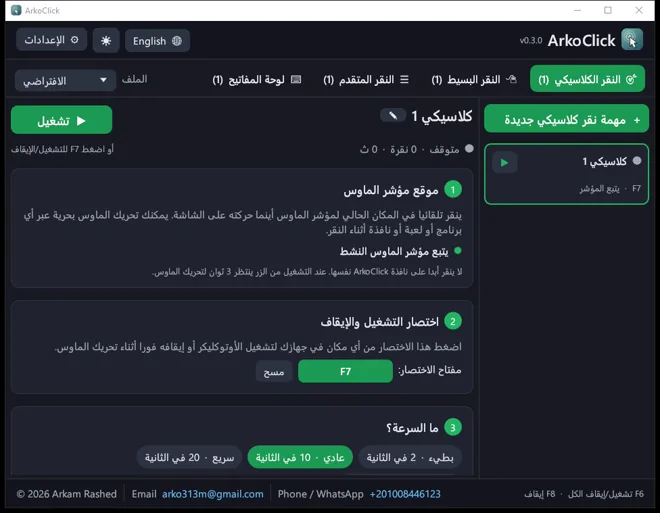 ArkoClick
ArkoClick v0.3.0
English
الإعدادات
النقر الكلاسيكي (1)
النقر البسيط (1)
النقر المتقدم (1)
لوحة المفاتيح (1)
الملف
الافتراضي
+ مهمة نقر كلاسيكي جديدة
كلاسيكي 1
F7 · يتبع المؤشر
كلاسيكي 1
تشغيل
متوقف · 0 نقرة · 0 ث
أو اضغط F7 للتشغيل/الإيقاف
1 موقع مؤشر الماوس
ينقر تلقائيا في المكان الحالي لمؤشر الماوس أينما حركته على الشاشة. يمكنك تحريك الماوس بحرية عبر أي
برنامج أو لعبة أو نافذة أثناء النقر.
يتبع مؤشر الماوس النشط
لا ينقر أبدا على نافذة ArkoClick نفسها. عند التشغيل من الزر ينتظر 3 ثوان لتحريك الماوس.
2 اختصار التشغيل والإيقاف
اضغط هذا الاختصار من أي مكان في جهازك لتشغيل الأوتوكليكر أو إيقافه فورا أثناء تحريك الماوس.
مفتاح الاختصار: F7 مسح
3 ما السرعة؟
بطيء · 2 في الثانية
عادي · 10 في الثانية
سريع · 20 في الثانية
© 2026 Arkam Rashed
Email arko313m@gmail.com
Phone / WhatsApp +201008446123
F6 تشغيل/إيقاف الكل · F8 إيقاف